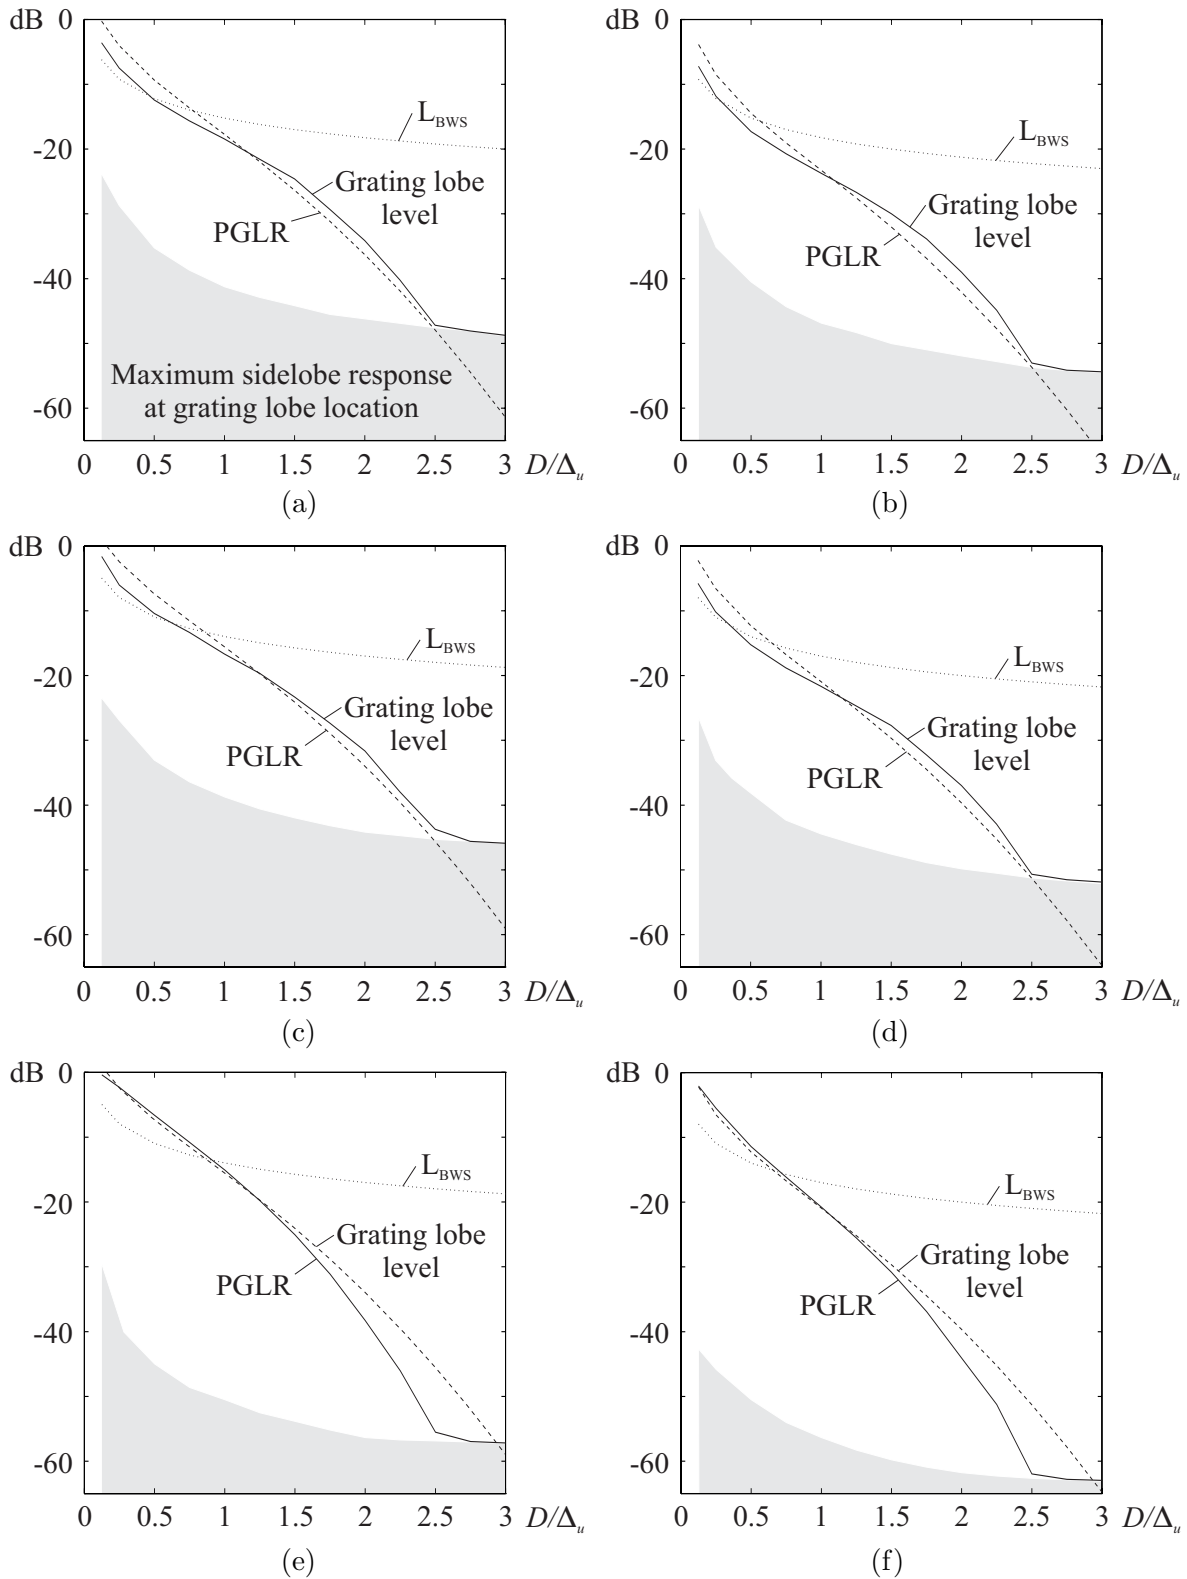 dB 0
-20
-40
-60
L_BWS
Grating lobe
level
PGLR
Maximum sidelobe response
at grating lobe location
0 0.5 1 1.5 2 2.5 3 D/Δ_u
(a)
dB 0
-20
-40
-60
L_BWS
Grating lobe
level
PGLR
0 0.5 1 1.5 2 2.5 3 D/Δ_u
(b)
dB 0
-20
-40
-60
L_BWS
Grating lobe
level
PGLR
0 0.5 1 1.5 2 2.5 3 D/Δ_u
(c)
dB 0
-20
-40
-60
L_BWS
Grating lobe
level
PGLR
0 0.5 1 1.5 2 2.5 3 D/Δ_u
(d)
dB 0
-20
-40
-60
L_BWS
Grating lobe
level
PGLR
0 0.5 1 1.5 2 2.5 3 D/Δ_u
(e)
dB 0
-20
-40
-60
L_BWS
Grating lobe
level
PGLR
0 0.5 1 1.5 2 2.5 3 D/Δ_u
(f)